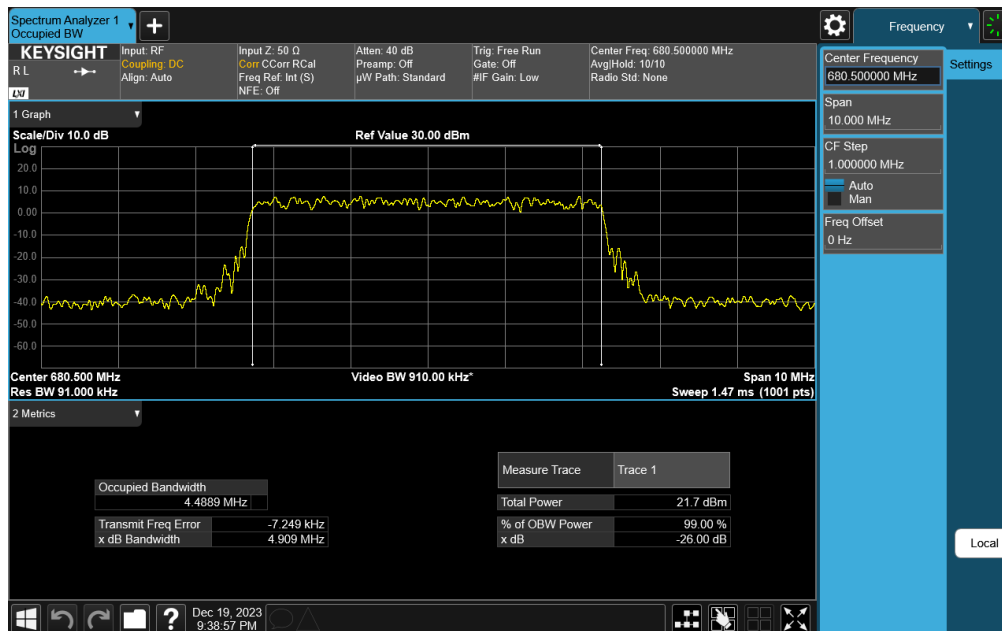 Spectrum Analyzer 1
Occupied BW
Frequency
KEYSIGHT
R L
LXI
Input: RF
Coupling: DC
Align: Auto
Input Z: 50 Ω
Corr CCorr RCal
Freq Ref: Int (S)
NFE: Off
Atten: 40 dB
Preamp: Off
µW Path: Standard
Trig: Free Run
Gate: Off
#IF Gain: Low
Center Freq: 680.500000 MHz
Avg|Hold: 10/10
Radio Std: None
Center Frequency
680.500000 MHz
Settings
Span
10.000 MHz
CF Step
1.000000 MHz
Auto
Man
Freq Offset
0 Hz
1 Graph
Scale/Div 10.0 dB
Ref Value 30.00 dBm
Log
20.0
10.0
0.00
-10.0
-20.0
-30.0
-40.0
-50.0
-60.0
Center 680.500 MHz
Video BW 910.00 kHz*
Span 10 MHz
Res BW 91.000 kHz
Sweep 1.47 ms (1001 pts)
2 Metrics
Occupied Bandwidth
4.4889 MHz
Transmit Freq Error -7.249 kHz
x dB Bandwidth 4.909 MHz
Measure Trace Trace 1
Total Power 21.7 dBm
% of OBW Power 99.00 %
x dB -26.00 dB
Local
?
Dec 19, 2023
9:38:57 PM